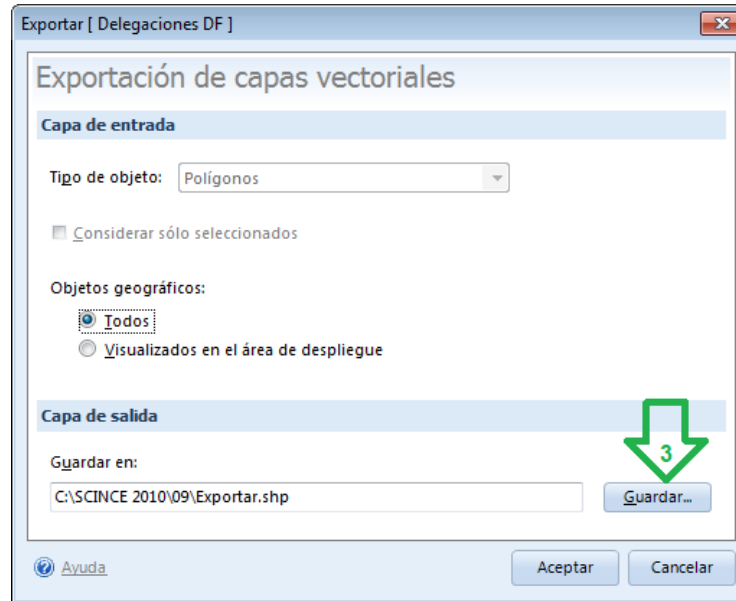 Exportar [ Delegaciones DF ]
Exportación de capas vectoriales
Capa de entrada
Tipo de objeto: Polígonos
Considerar sólo seleccionados
Objetos geográficos:
Todos
Visualizados en el área de despliegue
Capa de salida
3
Guardar en:
C:\SCINCE 2010\09\Exportar.shp Guardar...
Ayuda Aceptar Cancelar